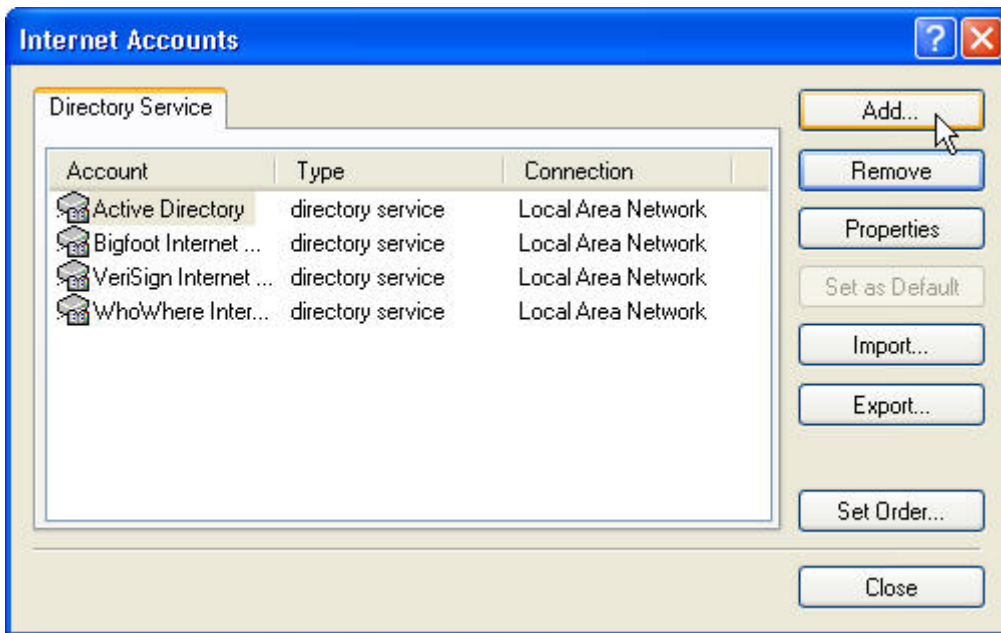 Internet Accounts
?
Directory Service
Add...
Account Type Connection
Remove
Active Directory directory service Local Area Network
Bigfoot Internet ... directory service Local Area Network
Properties
VeriSign Internet ... directory service Local Area Network
Set as Default
WhoWhere Inter... directory service Local Area Network
Import...
Export...
Set Order...
Close